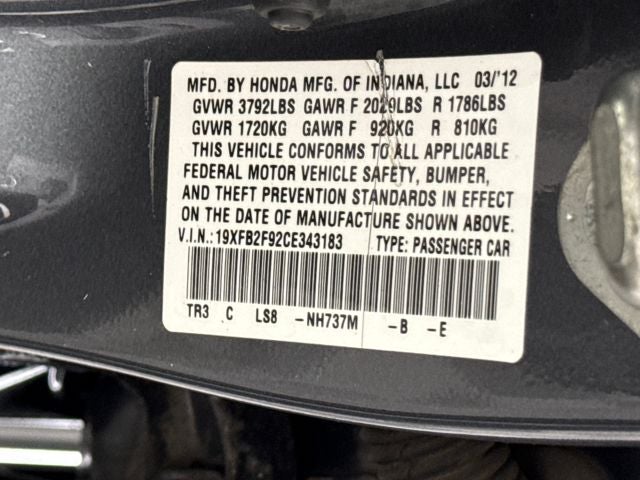 MFD. BY HONDA MFG. OF INDIANA, LLC 03/'12
GVWR 3792LBS GAWR F 2029LBS R 1786LBS
GVWR 1720KG GAWR F 920KG R 810KG
THIS VEHICLE CONFORMS TO ALL APPLICABLE
FEDERAL MOTOR VEHICLE SAFETY, BUMPER,
AND THEFT PREVENTION STANDARDS IN EFFECT
ON THE DATE OF MANUFACTURE SHOWN ABOVE.
V.I.N.:19XFB2F92CE343183 TYPE: PASSENGER CAR
TR3 C LS8 -NH737M -B -E